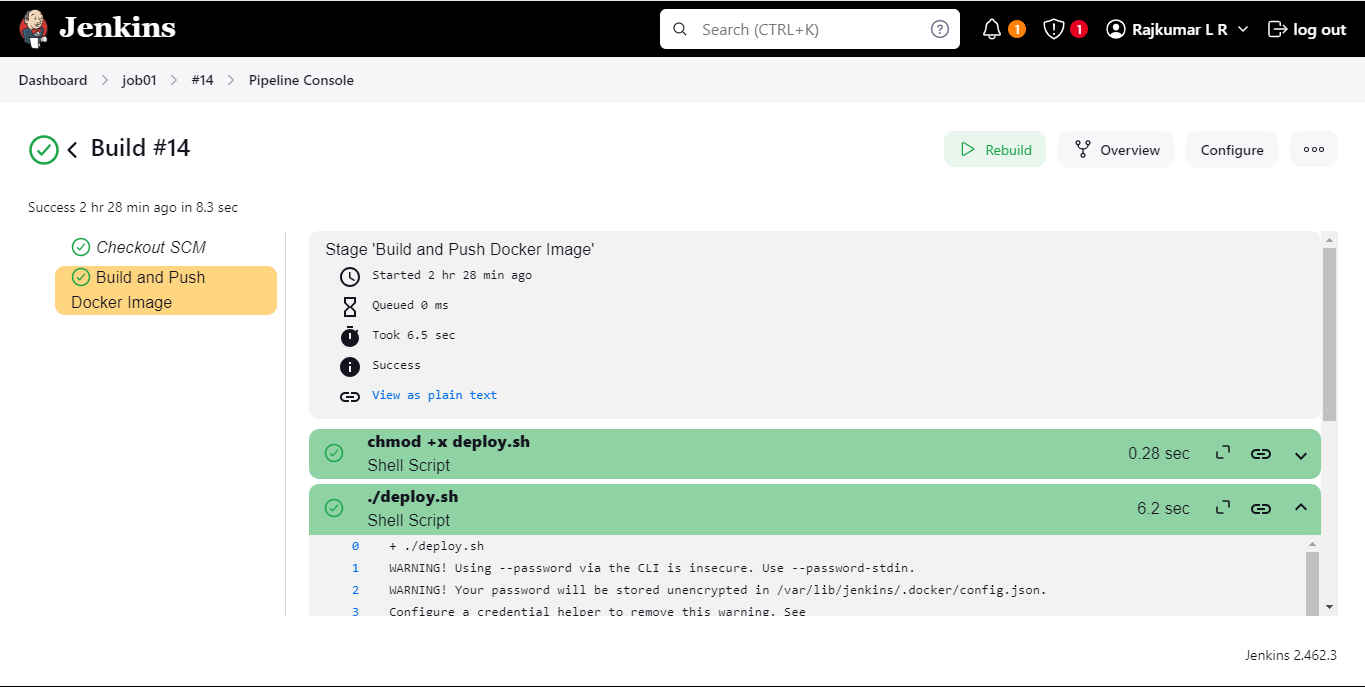 Jenkins
Search (CTRL+K)
?
1
1
Rajkumar L R
log out
Dashboard
job01
#14
Pipeline Console
Build #14
Rebuild
Overview
Configure
Success 2 hr 28 min ago in 8.3 sec
Checkout SCM
Build and Push
Docker Image
Stage 'Build and Push Docker Image'
Started 2 hr 28 min ago
Queued 0 ms
Took 6.5 sec
Success
View as plain text
chmod +x deploy.sh
Shell Script
0.28 sec
./deploy.sh
Shell Script
6.2 sec
0 + ./deploy.sh
1 WARNING! Using --password via the CLI is insecure. Use --password-stdin.
2 WARNING! Your password will be stored unencrypted in /var/lib/jenkins/.docker/config.json.
3 Configure a credential helper to remove this warning. See
Jenkins 2.462.3